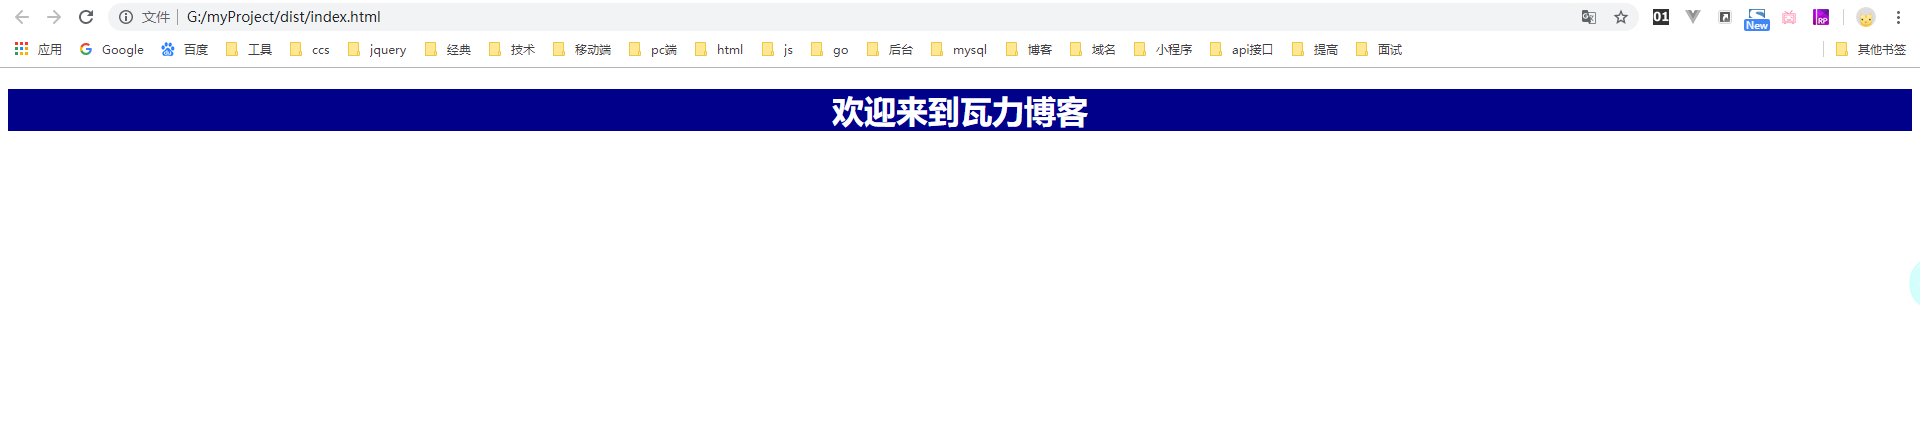 文件 G:/myProject/dist/index.html 01 New RP
应用 Google 百度 工具 ccs jquery 经典 技术 移动端 pc端 html js go 后台 mysql 博客 域名 小程序 api接口 提高 面试 其他书签
欢迎来到瓦力博客